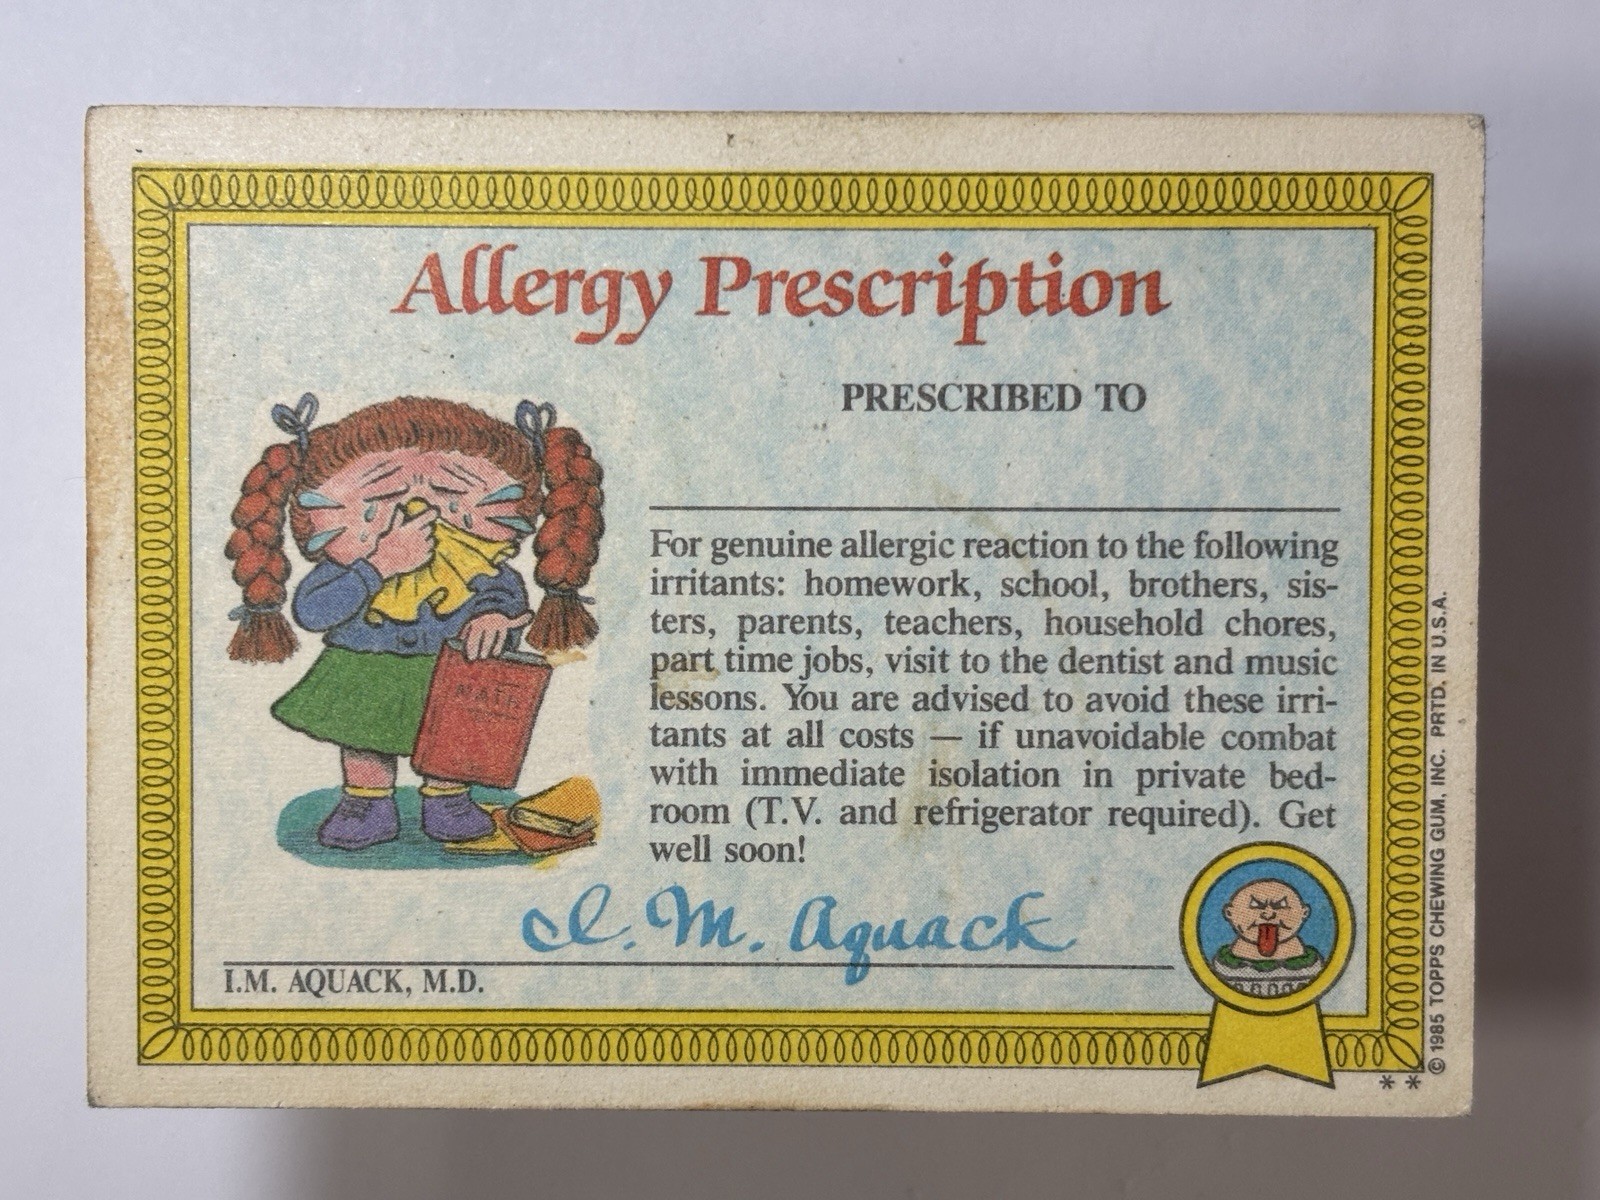 Allergy Prescription
PRESCRIBED TO
For genuine allergic reaction to the following
irritants: homework, school, brothers, sis-
ters, parents, teachers, household chores,
part time jobs, visit to the dentist and music
lessons. You are advised to avoid these irri-
tants at all costs — if unavoidable combat
with immediate isolation in private bed-
room (T.V. and refrigerator required). Get
well soon!
MATH
I. M. Aquack
I.M. AQUACK, M.D.
© 1985 TOPPS CHEWING GUM, INC. PRTD. IN U.S.A.
* *